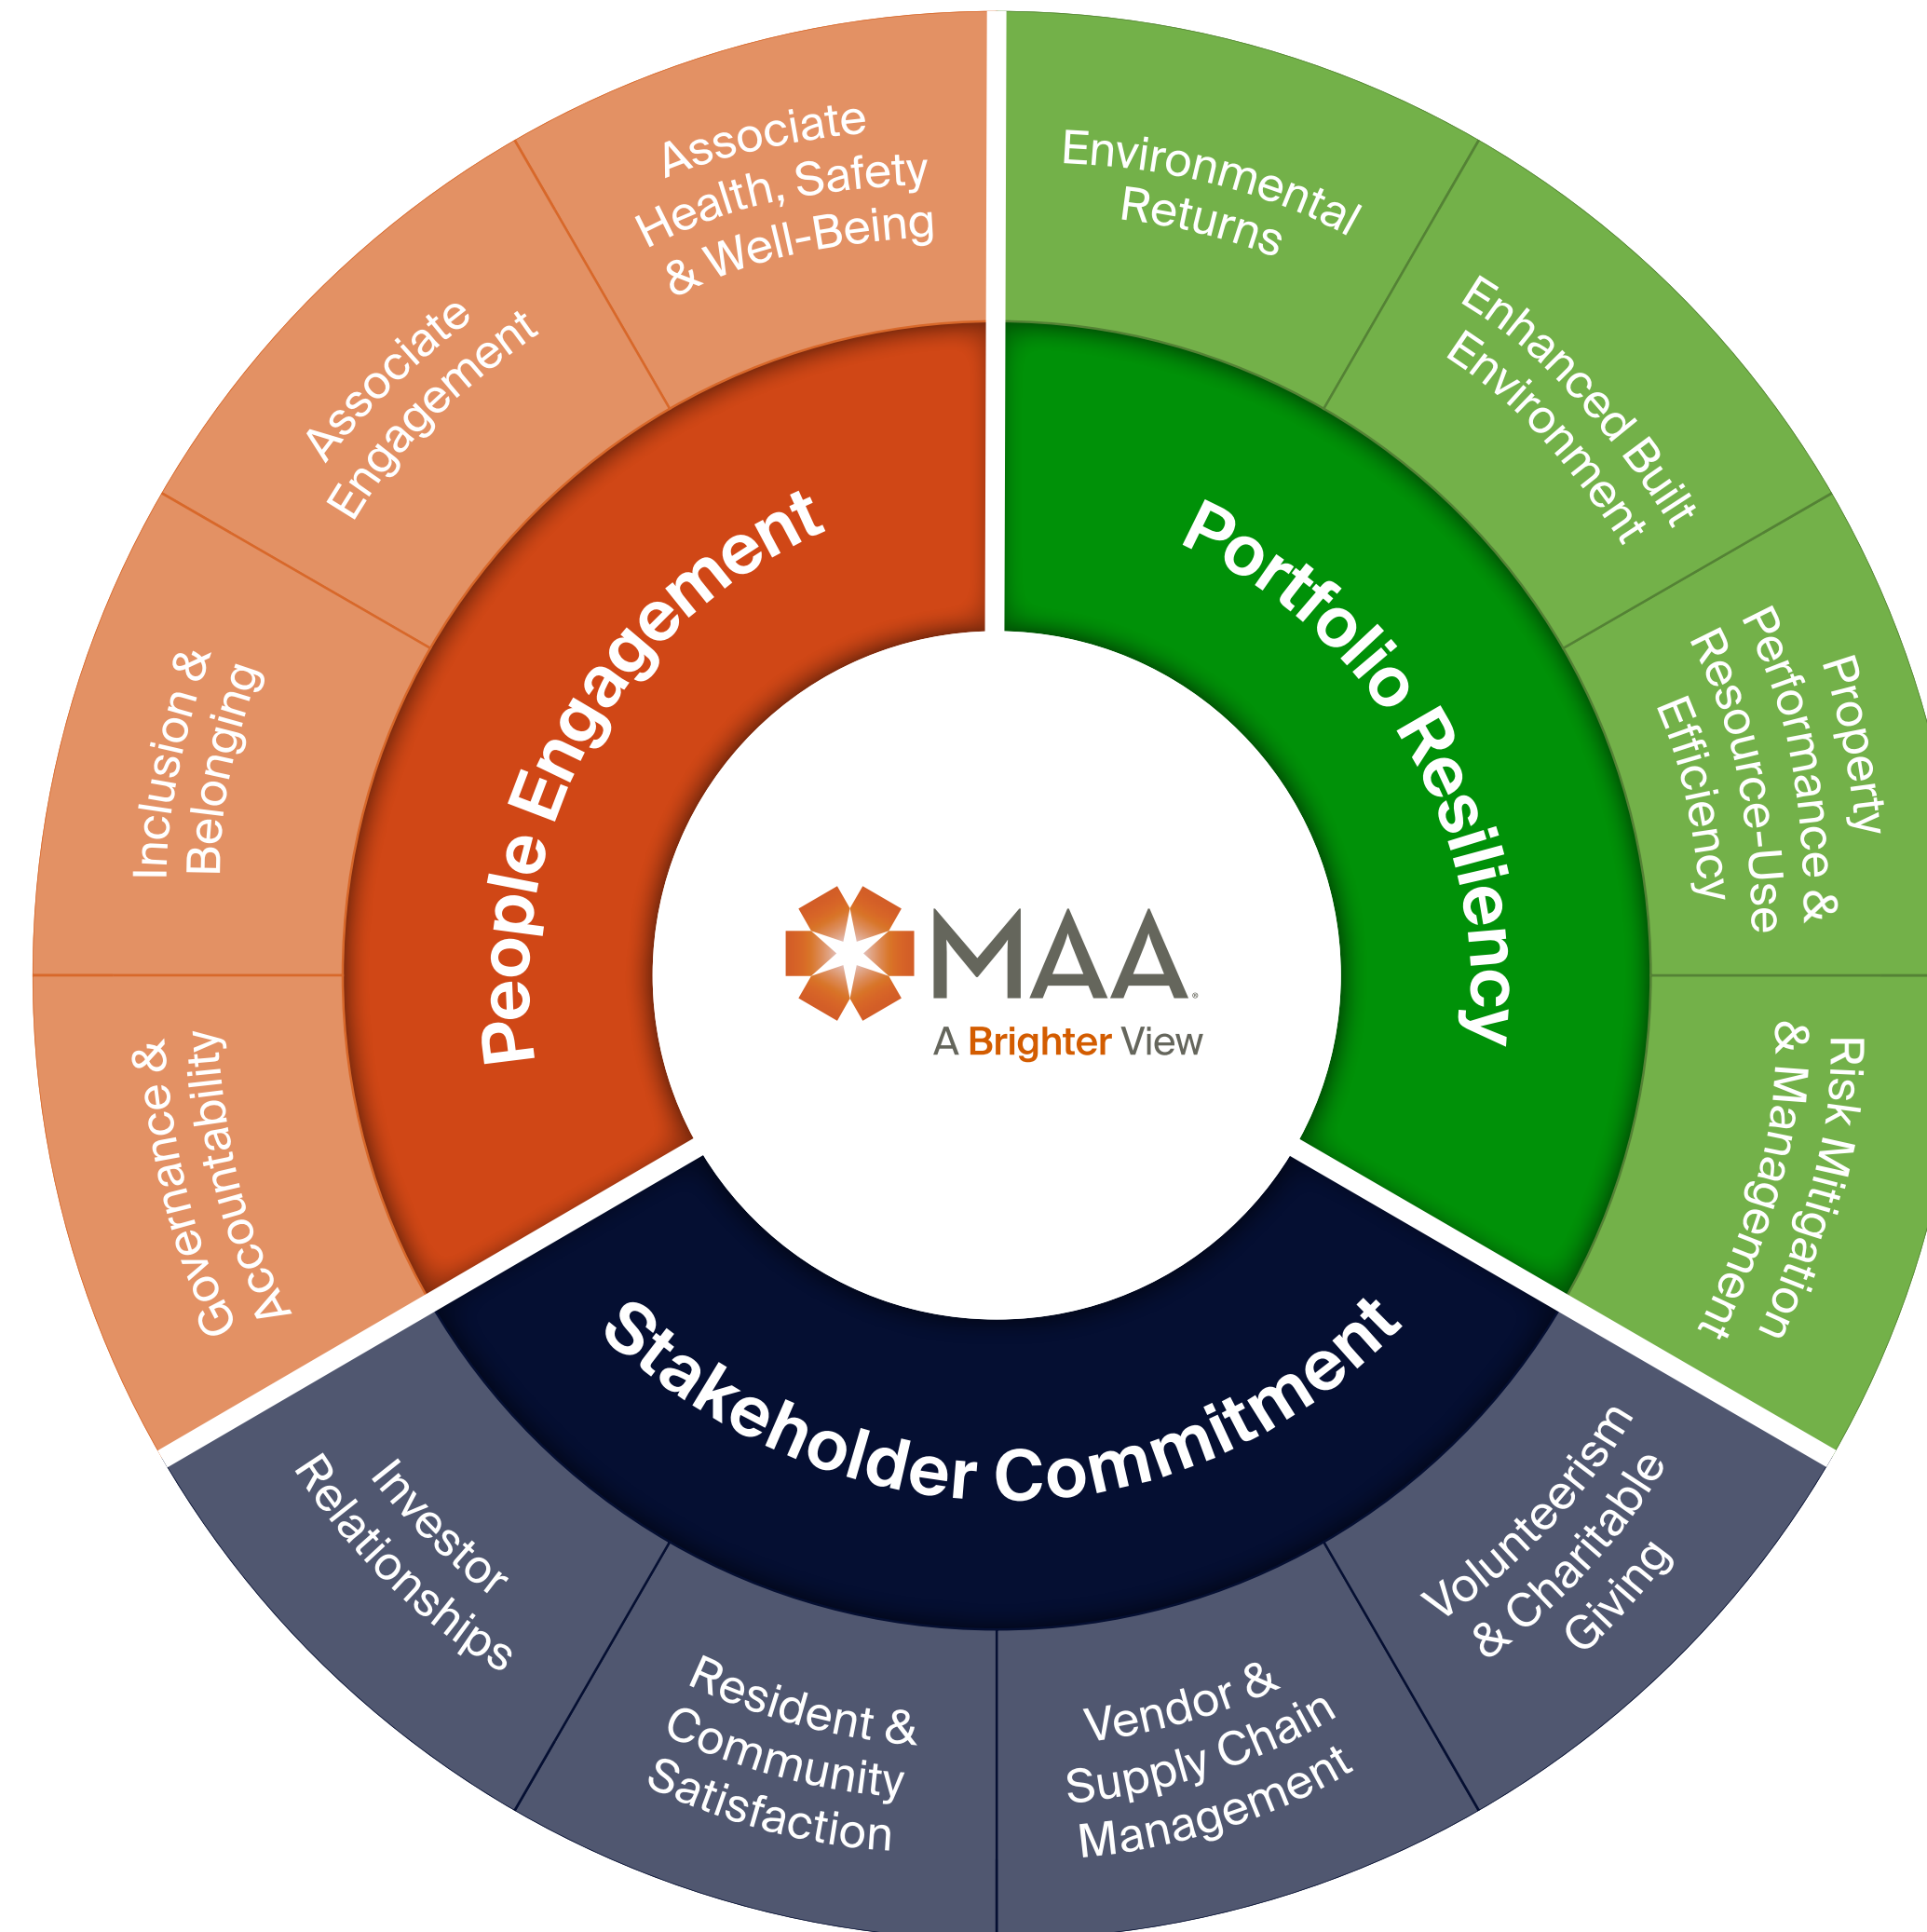 Associate
Health, Safety
& Well-Being
Environmental
Returns
Enhanced Built
Environment
Property
Performance &
Resource-Use
Efficiency
Risk Mitigation
& Management
Volunteerism
& Charitable
Giving
Vendor &
Supply Chain
Management
Resident &
Community
Satisfaction
Investor
Relationships
Governance &
Accountability
Inclusion &
Belonging
Associate
Engagement
People Engagement
Portfolio Resiliency
Stakeholder Commitment
MAA®
A Brighter View